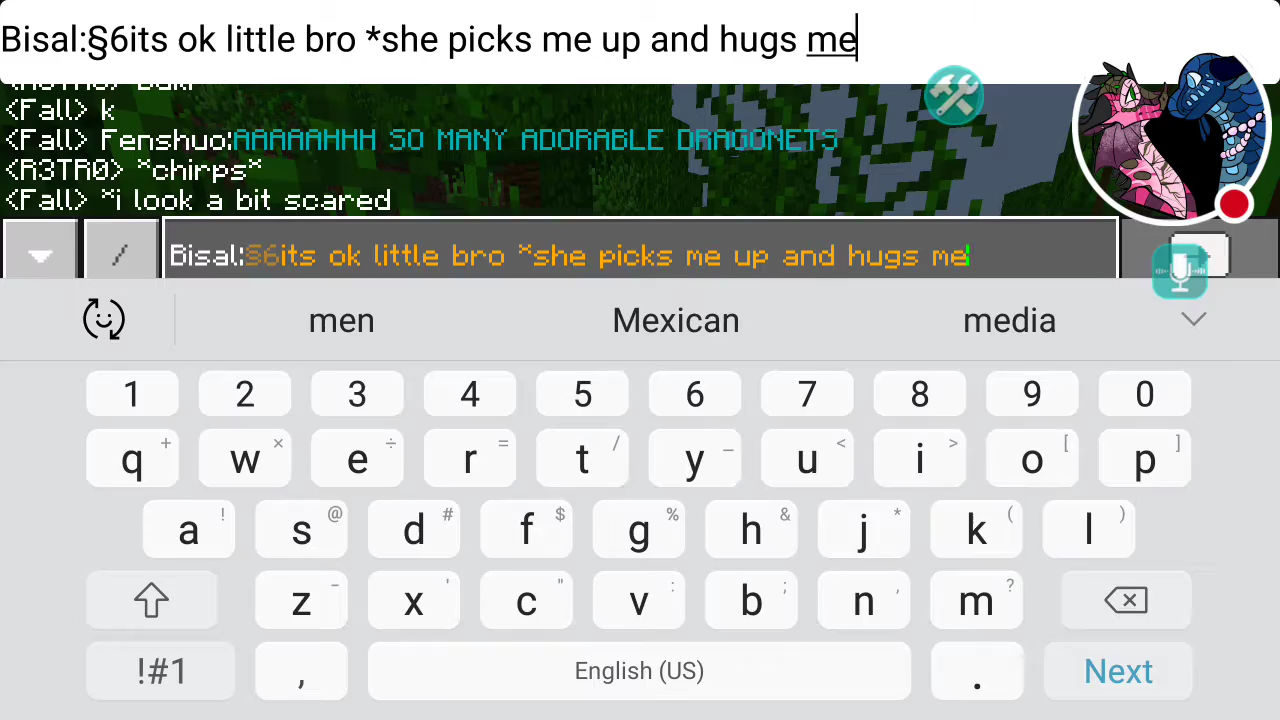 Bisal:§6its ok little bro *she picks me up and hugs me
<Fall> k
<Fall> Fenshuo:AAAAAHHH SO MANY ADORABLE DRAGONETS
<R3TR0> *chirps*
<Fall> *i look a bit scared
/
Bisal:§6its ok little bro *she picks me up and hugs me
men Mexican media
1 2 3 4 5 6 7 8 9 0
q + w × e ÷ r = t / y _ u < i > o [ p ]
a ! s @ d # f $ g % h & j * k ( l )
z - x ' c " v : b ; n , m ?
!#1 , English (US) . Next